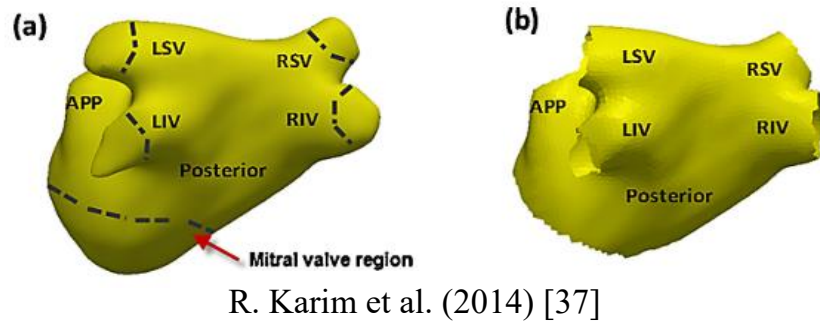 (a)
LSV
RSV
APP
LIV
RIV
Posterior
Mitral valve region
(b)
LSV
RSV
APP
LIV
RIV
Posterior
R. Karim et al. (2014) [37]